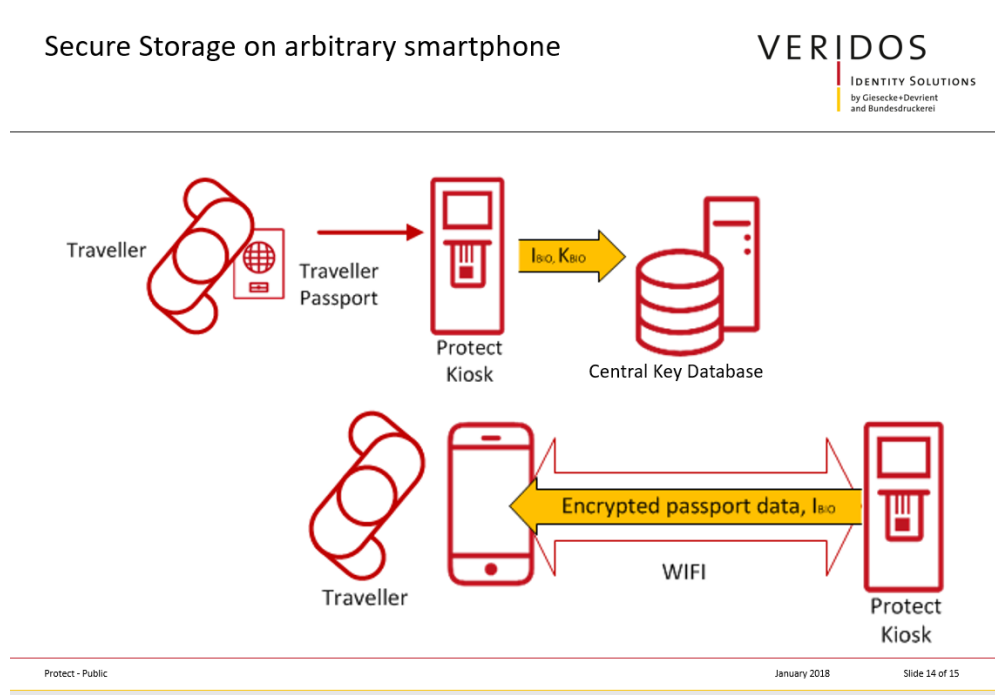 Secure Storage on arbitrary smartphone
VERIDOS
IDENTITY SOLUTIONS
by Giesecke+Devrient
and Bundesdruckerei
Traveller
Traveller
Passport
Protect
Kiosk
IBIO, KBIO
Central Key Database
Traveller
Encrypted passport data, IBIO
WIFI
Protect
Kiosk
Protect - Public
January 2018
Slide 14 of 15